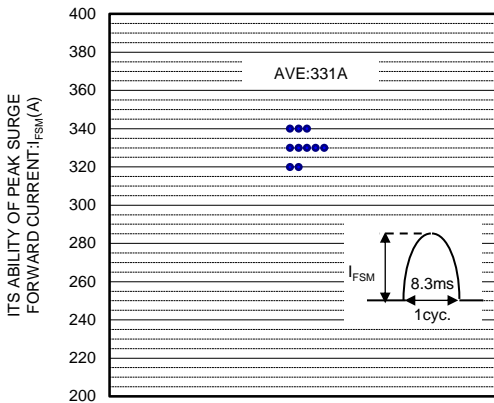 ITS ABILITY OF PEAK SURGE
FORWARD CURRENT:IFSM(A)
400
380
360
340
320
300
280
260
240
220
200
AVE:331A
IFSM
8.3ms
1cyc.